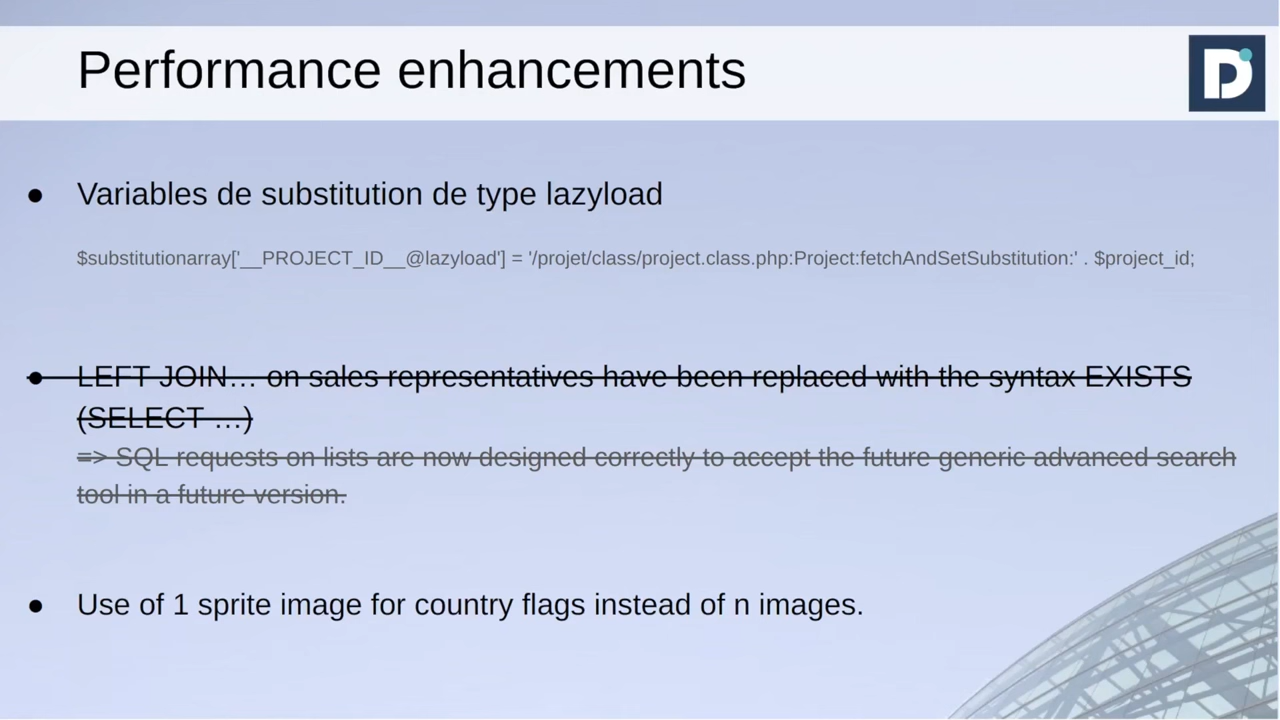 Performance enhancements
D
● Variables de substitution de type lazyload
$substitutionarray['__PROJECT_ID__@lazyload'] = '/projet/class/project.class.php:Project:fetchAndSetSubstitution:' . $project_id;
● LEFT JOIN… on sales representatives have been replaced with the syntax EXISTS
(SELECT …)
=> SQL requests on lists are now designed correctly to accept the future generic advanced search
tool in a future version.
● Use of 1 sprite image for country flags instead of n images.